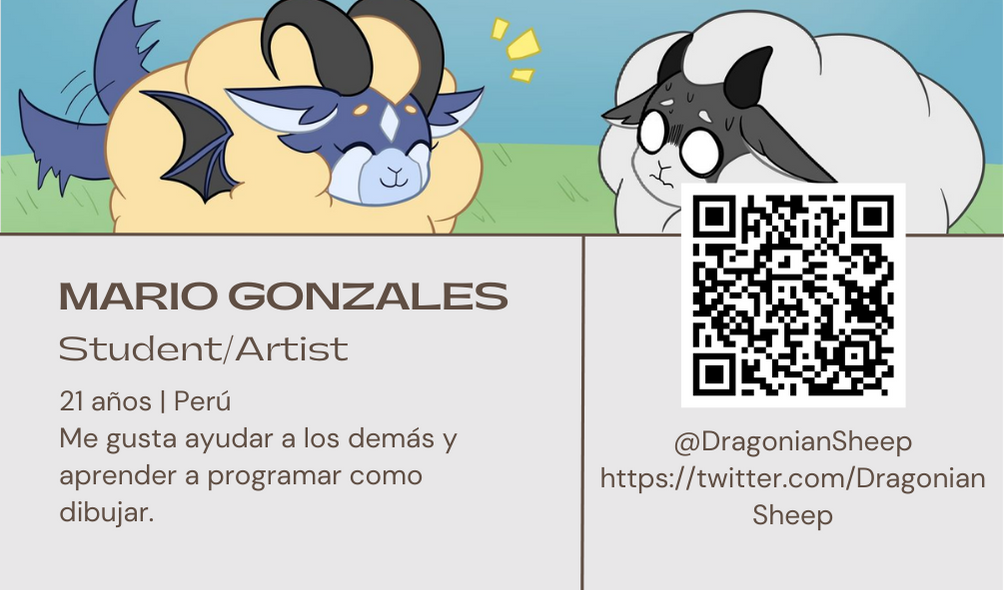 MARIO GONZALES
Student/Artist
21 años | Perú
Me gusta ayudar a los demás y
aprender a programar como
dibujar.
@DragonianSheep
https://twitter.com/Dragonian
Sheep